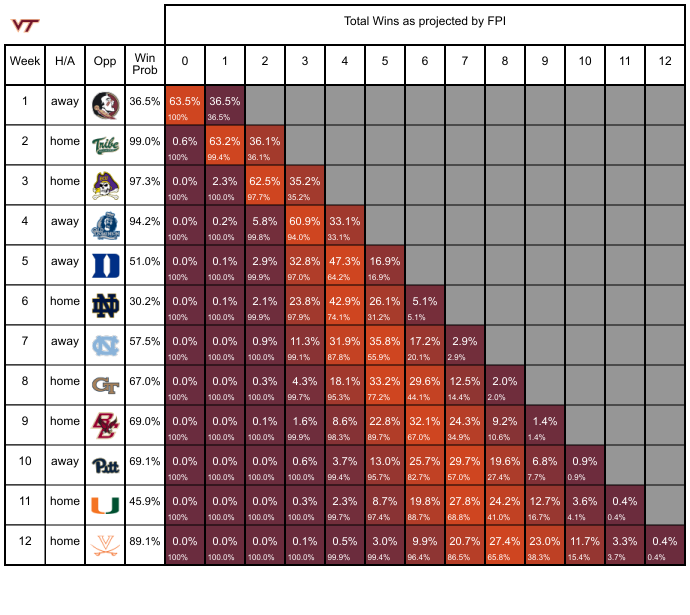 VT Total Wins as projected by FPI
Week H/A Opp Win Prob 0 1 2 3 4 5 6 7 8 9 10 11 12
1 away 36.5% 63.5% 36.5%
100% 36.5%
2 home Tribe 99.0% 0.6% 63.2% 36.1%
100% 99.4% 36.1%
3 home 97.3% 0.0% 2.3% 62.5% 35.2%
100% 100.0% 97.7% 35.2%
4 away 94.2% 0.0% 0.2% 5.8% 60.9% 33.1%
100% 100.0% 99.8% 94.0% 33.1%
5 away D 51.0% 0.0% 0.1% 2.9% 32.8% 47.3% 16.9%
100% 100.0% 99.9% 97.0% 64.2% 16.9%
6 home ND 30.2% 0.0% 0.1% 2.1% 23.8% 42.9% 26.1% 5.1%
100% 100.0% 99.9% 97.9% 74.1% 31.2% 5.1%
7 away NC 57.5% 0.0% 0.0% 0.9% 11.3% 31.9% 35.8% 17.2% 2.9%
100% 100.0% 100.0% 99.1% 87.8% 55.9% 20.1% 2.9%
8 home GT 67.0% 0.0% 0.0% 0.3% 4.3% 18.1% 33.2% 29.6% 12.5% 2.0%
100% 100.0% 100.0% 99.7% 95.3% 77.2% 44.1% 14.4% 2.0%
9 home BC 69.0% 0.0% 0.0% 0.1% 1.6% 8.6% 22.8% 32.1% 24.3% 9.2% 1.4%
100% 100.0% 100.0% 99.9% 98.3% 89.7% 67.0% 34.9% 10.6% 1.4%
10 away Pitt 69.1% 0.0% 0.0% 0.0% 0.6% 3.7% 13.0% 25.7% 29.7% 19.6% 6.8% 0.9%
100% 100.0% 100.0% 100.0% 99.4% 95.7% 82.7% 57.0% 27.4% 7.7% 0.9%
11 home U 45.9% 0.0% 0.0% 0.0% 0.3% 2.3% 8.7% 19.8% 27.8% 24.2% 12.7% 3.6% 0.4%
100% 100.0% 100.0% 100.0% 99.7% 97.4% 88.7% 68.8% 41.0% 16.7% 4.1% 0.4%
12 home V 89.1% 0.0% 0.0% 0.0% 0.1% 0.5% 3.0% 9.9% 20.7% 27.4% 23.0% 11.7% 3.3% 0.4%
100% 100.0% 100.0% 100.0% 99.9% 99.4% 96.4% 86.5% 65.8% 38.3% 15.4% 3.7% 0.4%